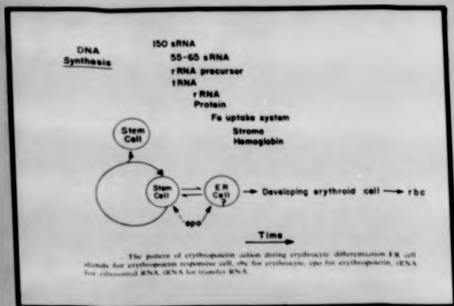 DNA
Synthesis
150 sRNA
55-65 sRNA
rRNA precursor
tRNA
rRNA
Protein
Fe uptake system
Stroma
Hemoglobin
Stem
Cell
Stem
Cell
ER
Cell
?
Developing erythroid cell
rbc
epo
Time
The pattern of erythropoietin action during erythrocyte differentiation ER cell
stands for erythropoietin responsive cell, rbc for erythrocyte, epo for erythropoietin, rRNA
for ribosomal RNA, tRNA for transfer RNA.